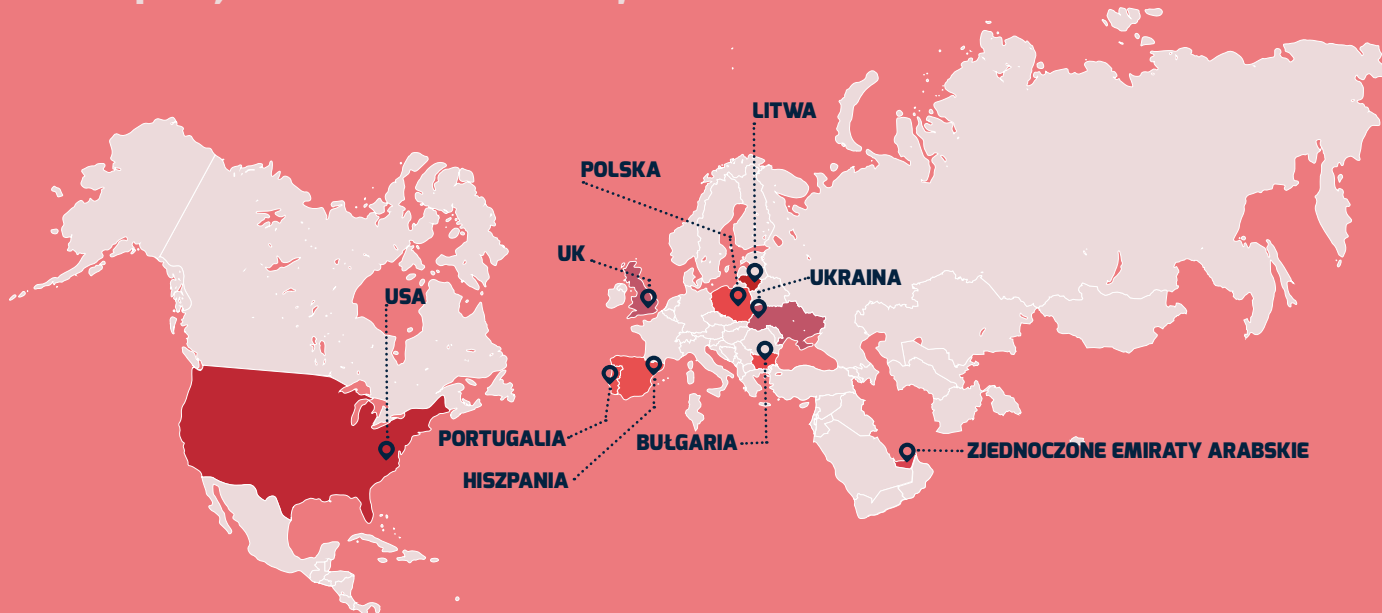 LITWA
POLSKA
UK
UKRAINA
USA
PORTUGALIA
BUŁGARIA
ZJEDNOCZONE EMIRATY ARABSKIE
HISZPANIA